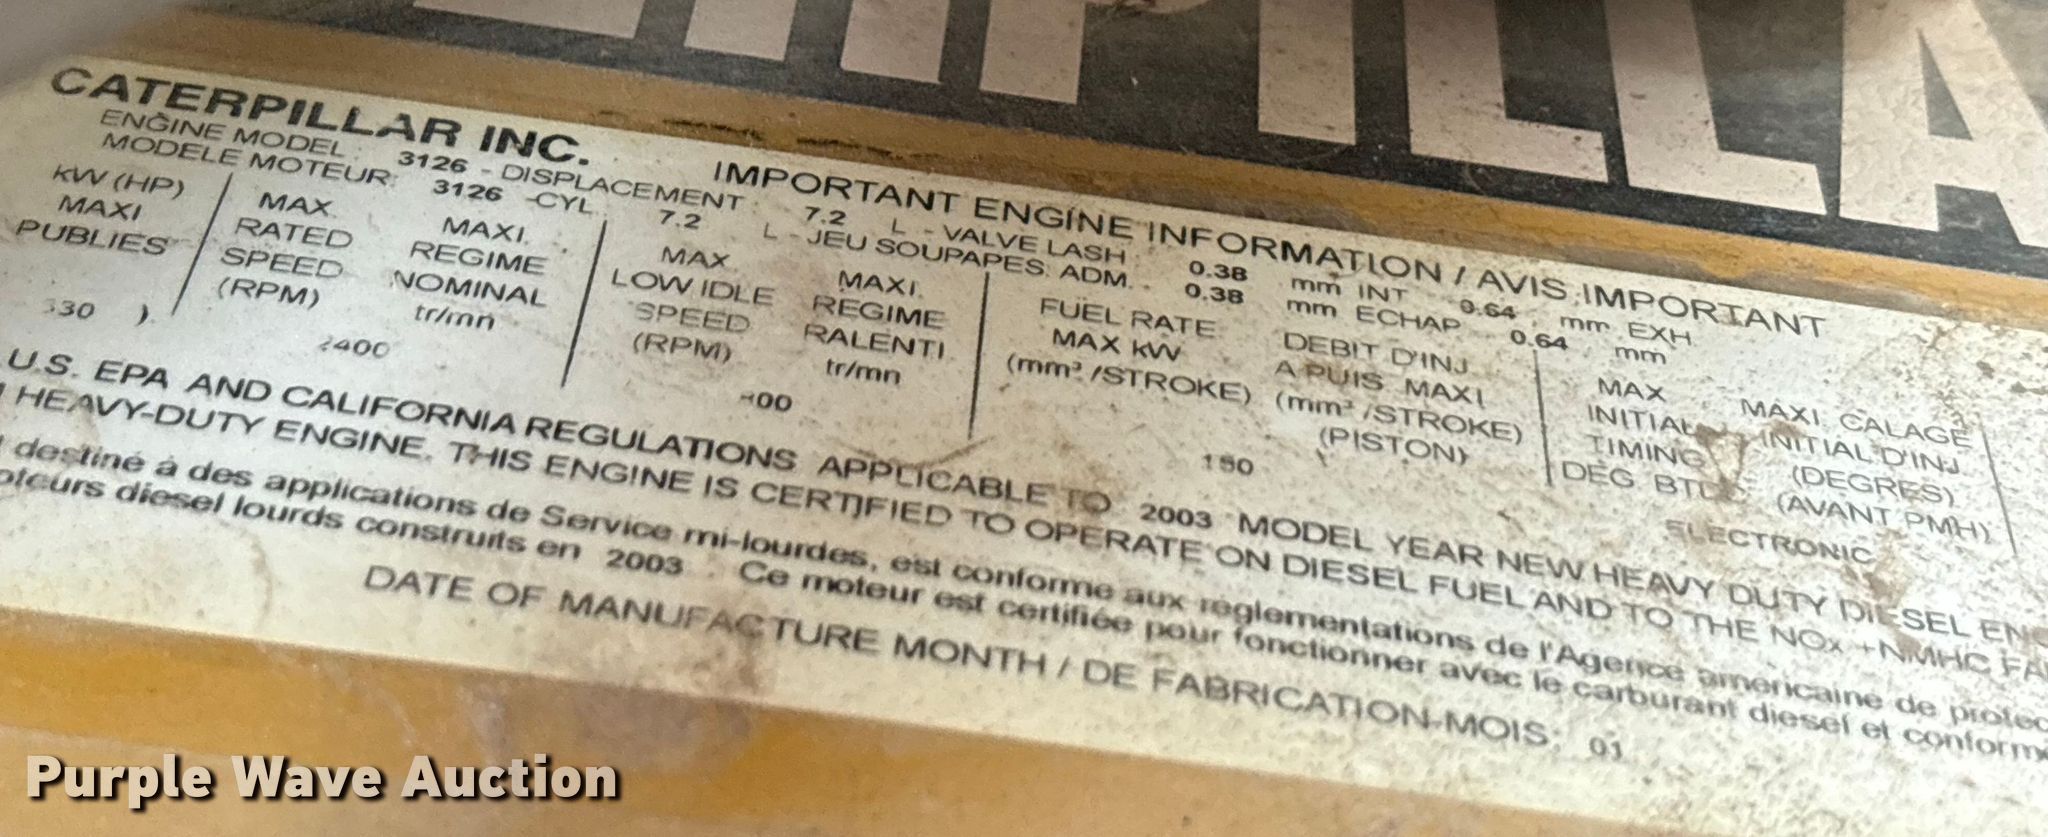 CATERPILLAR INC.
IMPORTANT ENGINE INFORMATION / AVIS IMPORTANT
ENGINE MODEL 3126 - DISPLACEMENT 7.2 L - VALVE LASH 0.38 mm INT 0.64 mm EXH
MODELE MOTEUR: 3126 -CYL 7.2 L - JEU SOUPAPES: ADM. 0.38 mm ECHAP 0.64 mm
KW (HP)
MAXI
PUBLIES
MAX
RATED
SPEED
(RPM)
MAXI
REGIME
NOMINAL
tr/mn
MAX
LOW IDLE
SPEED
(RPM)
MAXI
REGIME
RALENTI
tr/mn
FUEL RATE
MAX kW
(mm³ /STROKE)
DEBIT D'INJ
A PUIS MAXI
(mm³ /STROKE)
(PISTON)
MAX
INITIAL
TIMING
DEG
MAXI. CALAGE
INITIAL D'INJ
(DEGRES)
(AVANT PMH)
ELECTRONIC
U.S. EPA AND CALIFORNIA REGULATIONS APPLICABLE TO 2003 MODEL YEAR NEW HEAVY DUTY DIESEL
HEAVY-DUTY ENGINE. THIS ENGINE IS CERTIFIED TO OPERATE ON DIESEL FUEL AND TO THE NOx +NMHC
destiné à des applications de Service mi-lourdes, est conforme aux réglementations de l'Agence américaine de
diesel lourds construits en 2003 Ce moteur est certifiée pour fonctionner avec le carburant diesel et
DATE OF MANUFACTURE MONTH / DE FABRICATION-MOIS: 01
Purple Wave Auction